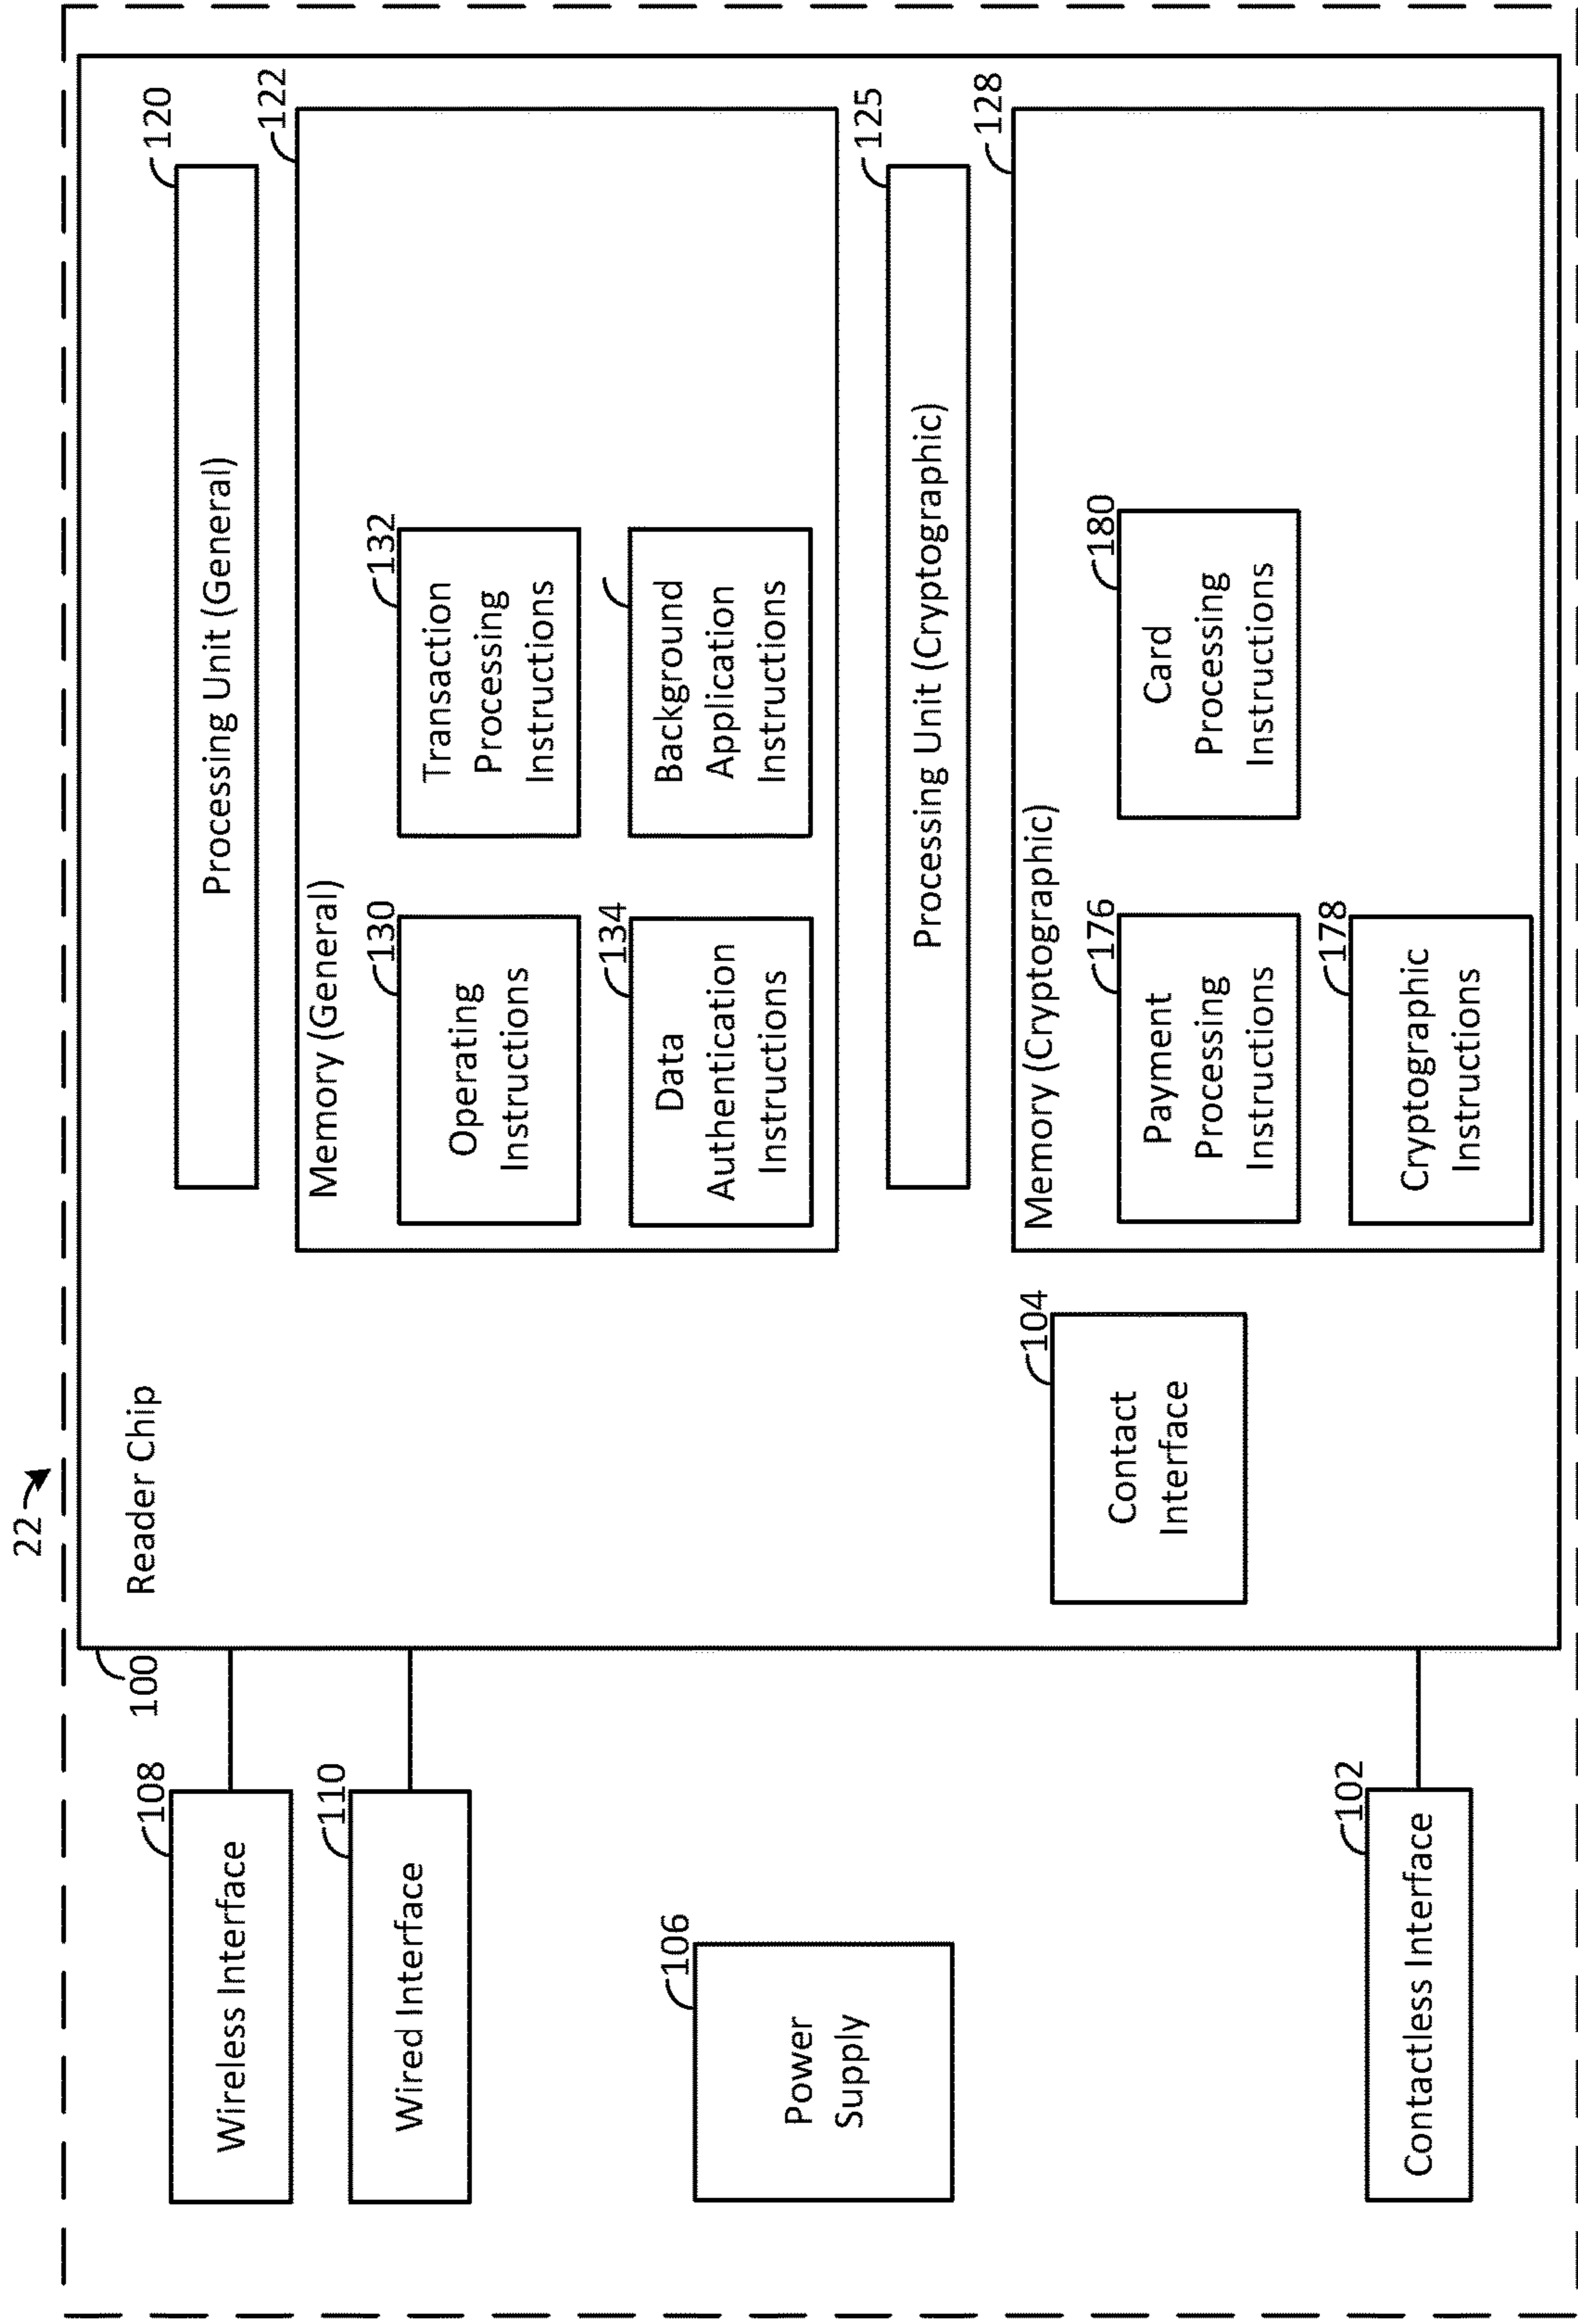 22
100
Reader Chip
Processing Unit (General)
120
Memory (General)
122
Operating
Instructions
130
Transaction
Processing
Instructions
132
Data
Authentication
Instructions
134
Background
Application
Instructions
Processing Unit (Cryptographic)
125
Memory (Cryptographic)
128
Payment
Processing
Instructions
176
Card
Processing
Instructions
180
Cryptographic
Instructions
178
Contact
Interface
104
Wireless Interface
108
Wired Interface
110
Power
Supply
106
Contactless Interface
102